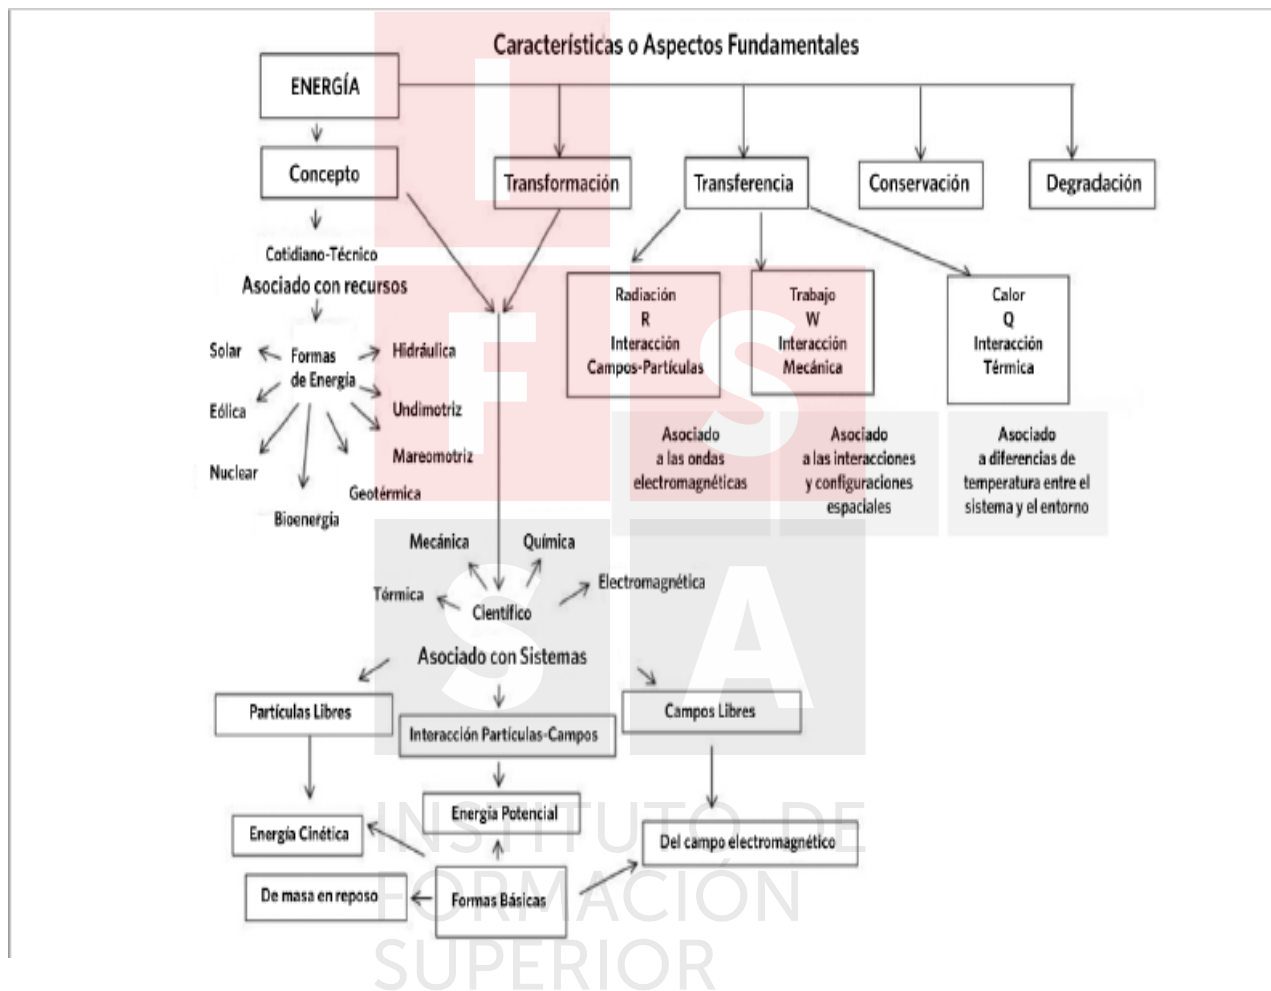 Características o Aspectos Fundamentales
ENERGÍA
Concepto
Transformación
Transferencia
Conservación
Degradación
Cotidiano-Técnico
Asociado con recursos
Formas
de Energía
Solar
Eólica
Nuclear
Bioenergía
Geotérmica
Mareomotriz
Undimotriz
Hidráulica
Radiación
R
Interacción
Campos-Partículas
Trabajo
W
Interacción
Mecánica
Calor
Q
Interacción
Térmica
Asociado
a las ondas
electromagnéticas
Asociado
a las interacciones
y configuraciones
espaciales
Asociado
a diferencias de
temperatura entre el
sistema y el entorno
Mecánica
Química
Térmica
Electromagnética
Científico
Asociado con Sistemas
Partículas Libres
Interacción Partículas-Campos
Campos Libres
Energía Cinética
Energía Potencial
Del campo electromagnético
De masa en reposo
Formas Básicas
I
F S
S A
INSTITUTO DE
FORMACIÓN
SUPERIOR